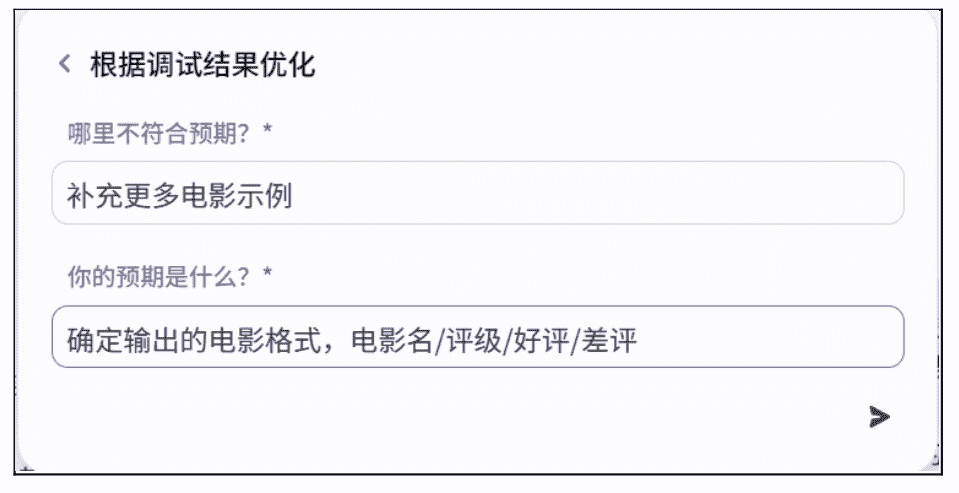 根据调试结果优化
哪里不符合预期？*
补充更多电影示例
你的预期是什么？*
确定输出的电影格式，电影名/评级/好评/差评